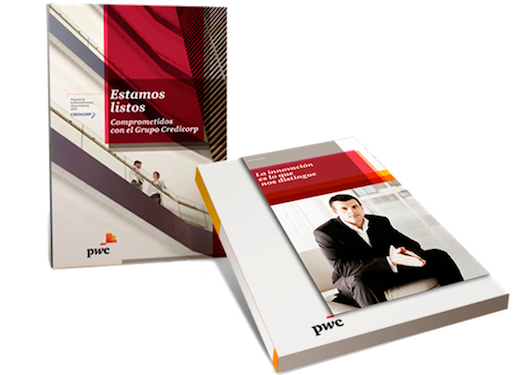 Estamos
listos
Comprometidos
con el Grupo Credicorp
CREDICORP
pwc
La innovación
es lo que
nos distingue
pwc